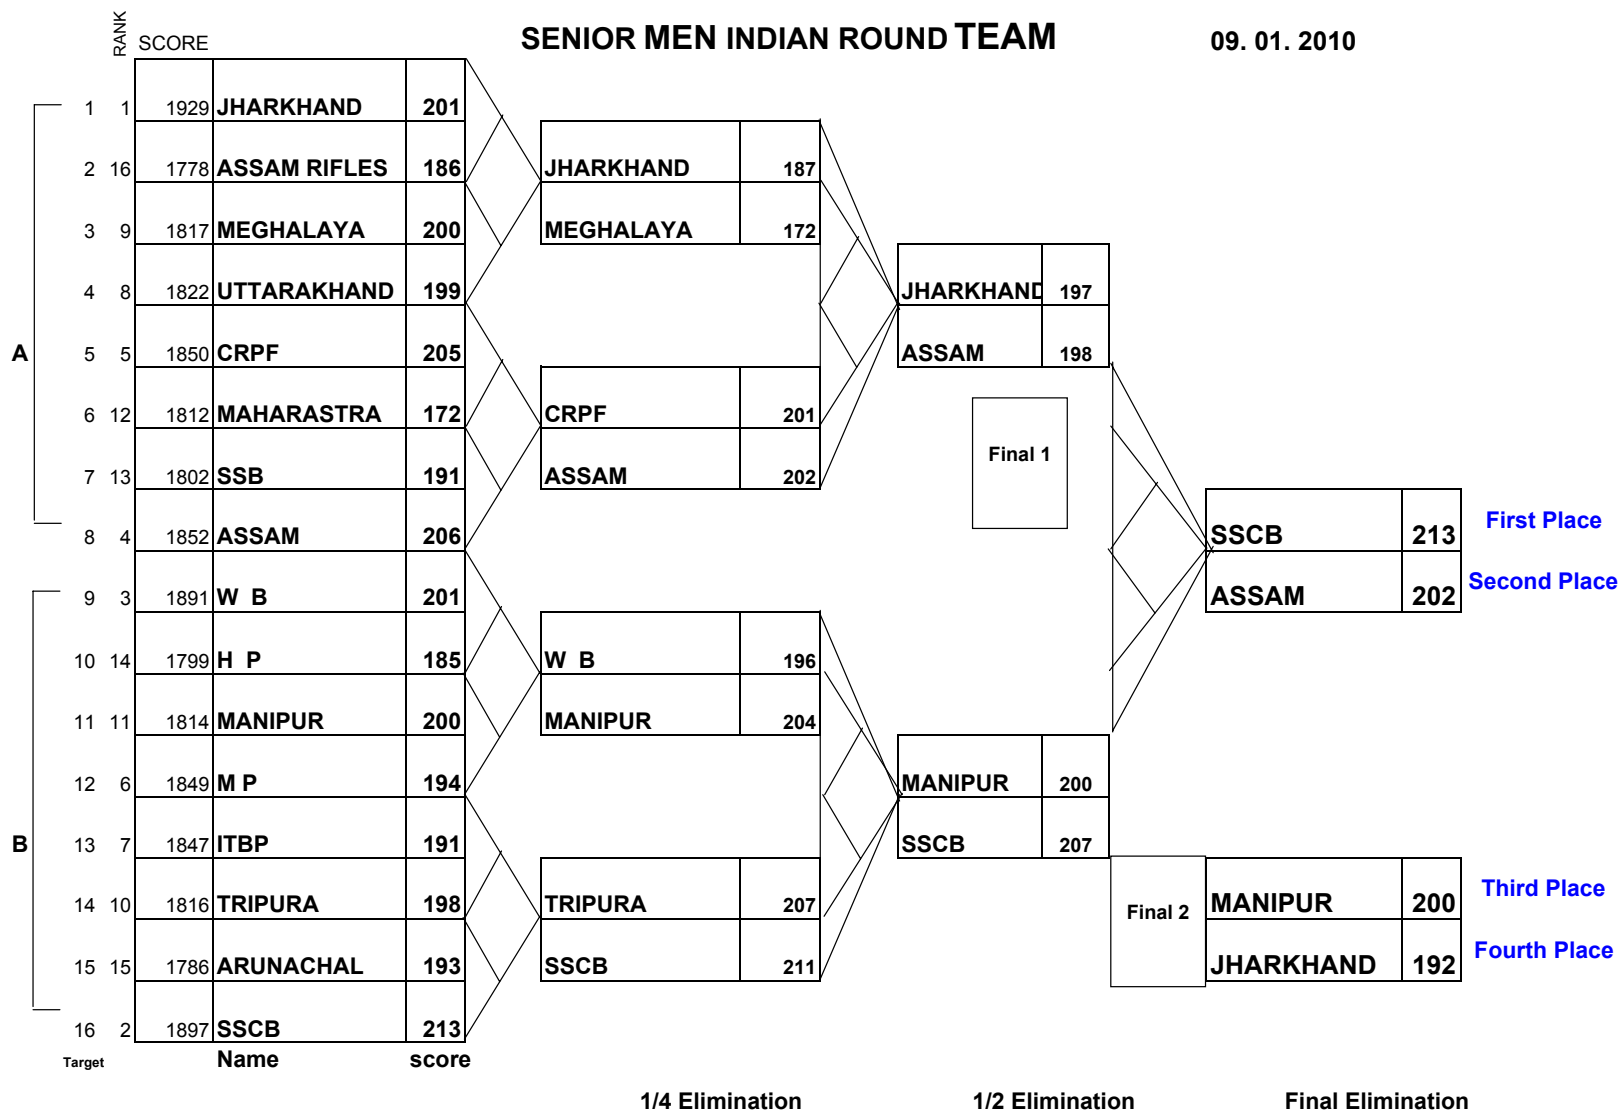 SENIOR MEN INDIAN ROUND TEAM 09. 01. 2010
RANK SCORE
1 1 1929 JHARKHAND 201
2 16 1778 ASSAM RIFLES 186 JHARKHAND 187
3 9 1817 MEGHALAYA 200 MEGHALAYA 172
4 8 1822 UTTARAKHAND 199 JHARKHAND 197
A 5 5 1850 CRPF 205 ASSAM 198
6 12 1812 MAHARASTRA 172 CRPF 201
Final 1
7 13 1802 SSB 191 ASSAM 202
First Place
8 4 1852 ASSAM 206 SSCB 213
Second Place
9 3 1891 W B 201 ASSAM 202
10 14 1799 H P 185 W B 196
11 11 1814 MANIPUR 200 MANIPUR 204
12 6 1849 M P 194 MANIPUR 200
B 13 7 1847 ITBP 191 SSCB 207
Third Place
14 10 1816 TRIPURA 198 TRIPURA 207 Final 2 MANIPUR 200
Fourth Place
15 15 1786 ARUNACHAL 193 SSCB 211 JHARKHAND 192
16 2 1897 SSCB 213
Target Name score
1/4 Elimination 1/2 Elimination Final Elimination